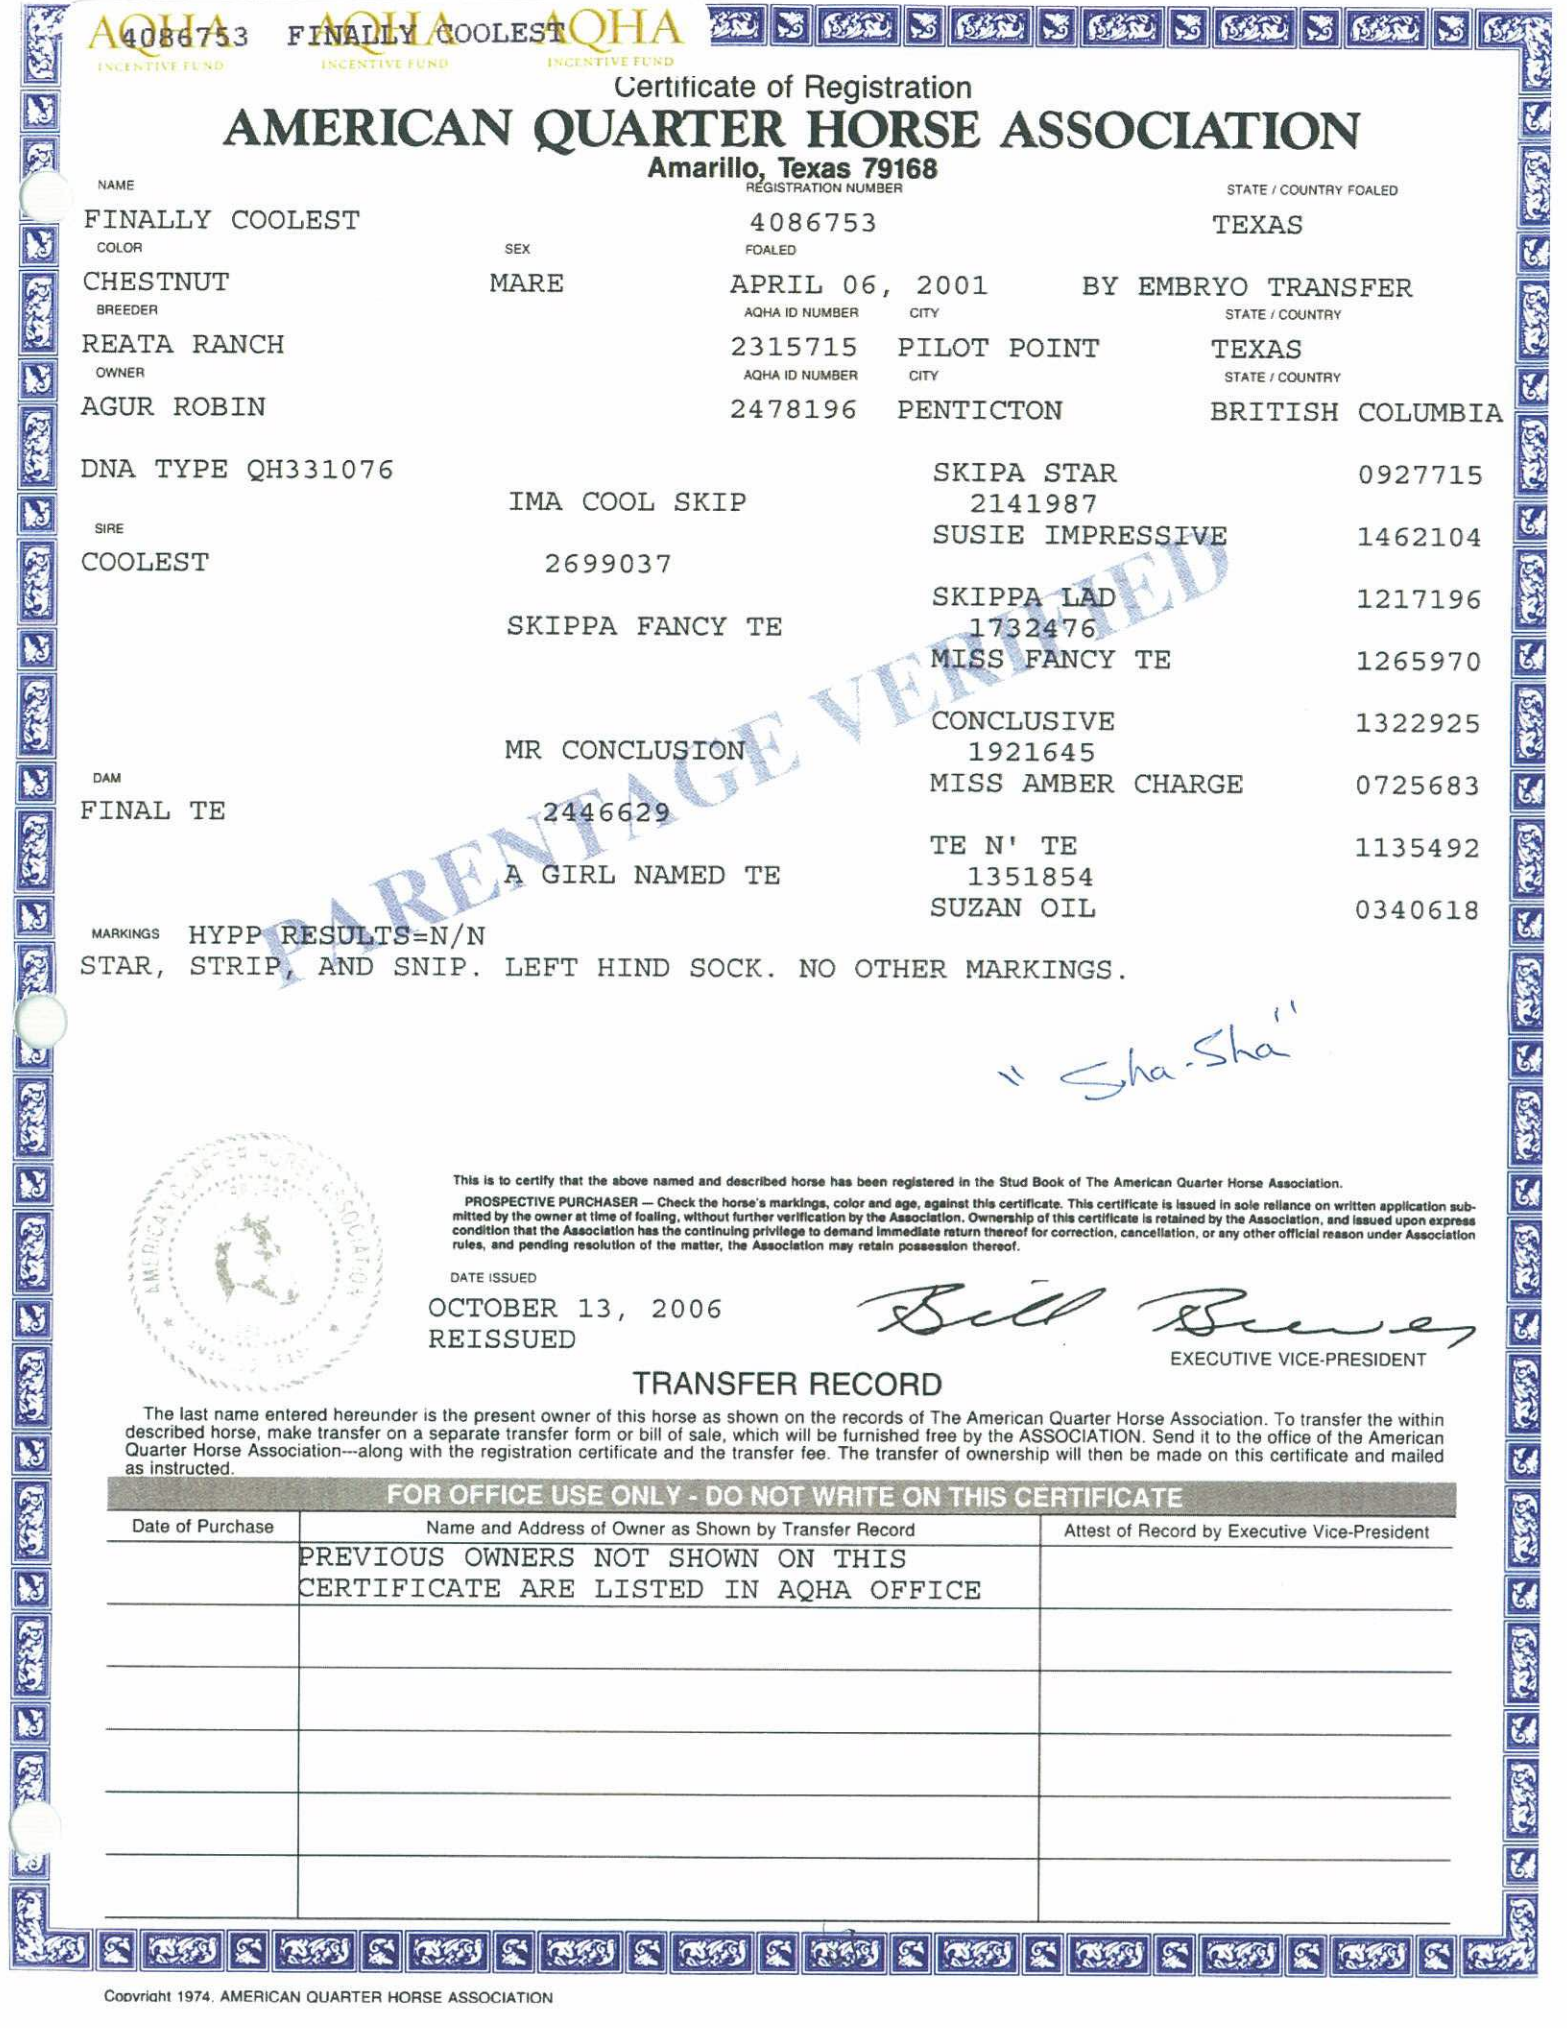 AQHA AQHA AQHA
4086753 FINALLY COOLEST
INCENTIVE FUND INCENTIVE FUND INCENTIVE FUND
Certificate of Registration
AMERICAN QUARTER HORSE ASSOCIATION
Amarillo, Texas 79168
NAME REGISTRATION NUMBER STATE / COUNTRY FOALED
FINALLY COOLEST 4086753 TEXAS
COLOR SEX FOALED
CHESTNUT MARE APRIL 06, 2001 BY EMBRYO TRANSFER
BREEDER AQHA ID NUMBER CITY STATE / COUNTRY
REATA RANCH 2315715 PILOT POINT TEXAS
OWNER AQHA ID NUMBER CITY STATE / COUNTRY
AGUR ROBIN 2478196 PENTICTON BRITISH COLUMBIA
DNA TYPE QH331076 SKIPA STAR 0927715
IMA COOL SKIP 2141987
SIRE SUSIE IMPRESSIVE 1462104
COOLEST 2699037
SKIPPA LAD 1217196
SKIPPA FANCY TE 1732476
MISS FANCY TE 1265970
CONCLUSIVE 1322925
MR CONCLUSION 1921645
DAM MISS AMBER CHARGE 0725683
FINAL TE 2446629
TE N' TE 1135492
A GIRL NAMED TE 1351854
SUZAN OIL 0340618
PARENTAGE VERIFIED
MARKINGS HYPP RESULTS=N/N
STAR, STRIP, AND SNIP. LEFT HIND SOCK. NO OTHER MARKINGS.
"Sha-Sha"
AMERICAN QUARTER HORSE ASSOCIATION
This is to certify that the above named and described horse has been registered in the Stud Book of The American Quarter Horse Association.
PROSPECTIVE PURCHASER — Check the horse's markings, color and age, against this certificate. This certificate is issued in sole reliance on written application sub-
mitted by the owner at time of foaling, without further verification by the Association. Ownership of this certificate is retained by the Association, and issued upon express
condition that the Association has the continuing privilege to demand immediate return thereof for correction, cancellation, or any other official reason under Association
rules, and pending resolution of the matter, the Association may retain possession thereof.
DATE ISSUED
OCTOBER 13, 2006
REISSUED
Bill Brewer
EXECUTIVE VICE-PRESIDENT
TRANSFER RECORD
The last name entered hereunder is the present owner of this horse as shown on the records of The American Quarter Horse Association. To transfer the within
described horse, make transfer on a separate transfer form or bill of sale, which will be furnished free by the ASSOCIATION. Send it to the office of the American
Quarter Horse Association---along with the registration certificate and the transfer fee. The transfer of ownership will then be made on this certificate and mailed
as instructed.
FOR OFFICE USE ONLY - DO NOT WRITE ON THIS CERTIFICATE
Date of Purchase Name and Address of Owner as Shown by Transfer Record Attest of Record by Executive Vice-President
PREVIOUS OWNERS NOT SHOWN ON THIS
CERTIFICATE ARE LISTED IN AQHA OFFICE
Copyright 1974. AMERICAN QUARTER HORSE ASSOCIATION